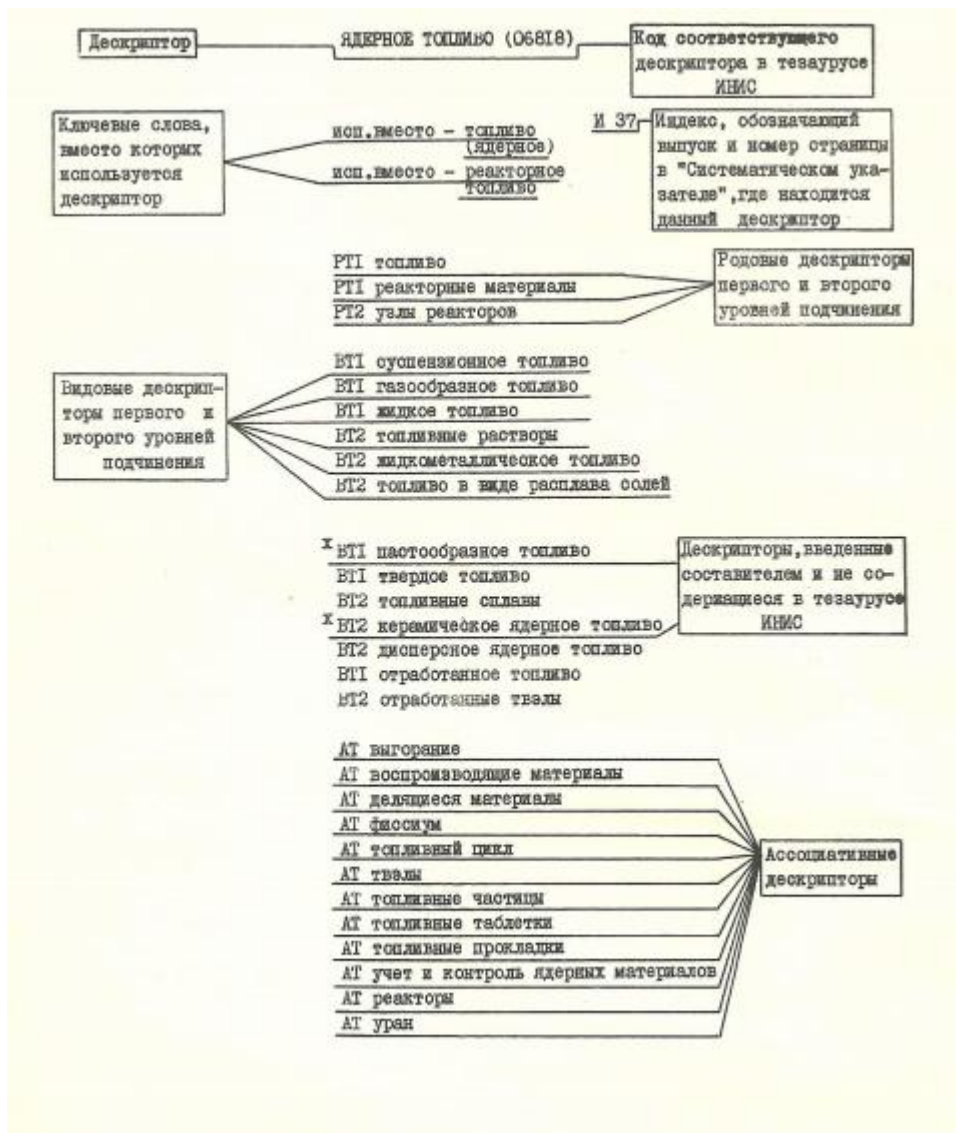 Дескриптор
ЯДЕРНОЕ ТОПЛИВО (06818)
Код соответствующего
дескриптора в тезаурусе
ИНИС
Ключевые слова,
вместо которых
используется
дескриптор
исп.вместо – топливо
(ядерное)
исп.вместо – реакторное
топливо
И 37
Индекс, обозначающий
выпуск и номер страницы
в "Систематическом ука-
зателе",где находится
данный дескриптор
РТ1 топливо
РТ1 реакторные материалы
РТ2 узлы реакторов
Родовые дескрипторы
первого и второго
уровней подчинения
Видовые дескрип-
торы первого и
второго уровней
подчинения
ВТ1 суспензионное топливо
ВТ1 газообразное топливо
ВТ1 жидкое топливо
ВТ2 топливные растворы
ВТ2 жидкометаллическое топливо
ВТ2 топливо в виде расплава солей
х ВТ1 пастообразное топливо
ВТ1 твердое топливо
ВТ2 топливные сплавы
х ВТ2 керамическое ядерное топливо
ВТ2 дисперсное ядерное топливо
ВТ1 отработанное топливо
ВТ2 отработанные твэлы
Дескрипторы,введенные
составителем и не со-
держащиеся в тезаурусе
ИНИС
АТ выгорание
АТ воспроизводящие материалы
АТ делящиеся материалы
АТ фиссиум
АТ топливный цикл
АТ твэлы
АТ топливные частицы
АТ топливные таблетки
АТ топливные прокладки
АТ учет и контроль ядерных материалов
АТ реакторы
АТ уран
Ассоциативные
дескрипторы